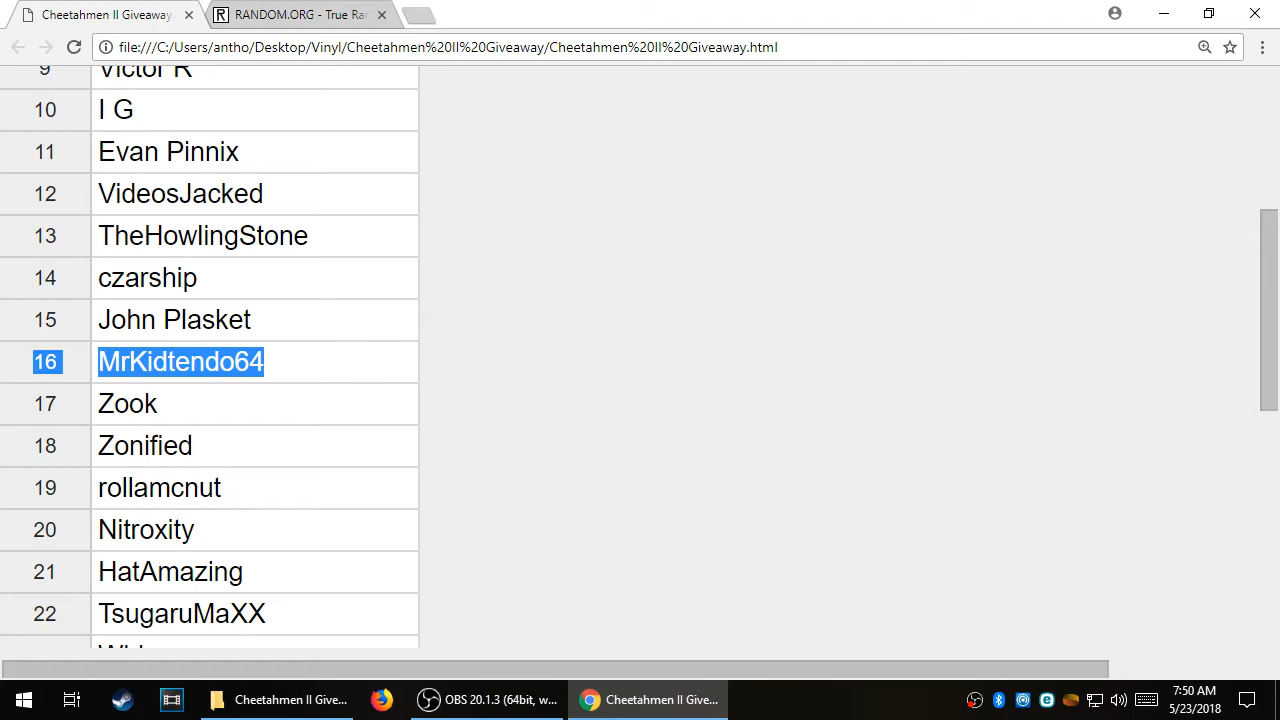 Cheetahmen II Giveaway
RANDOM.ORG - True Ra
file:///C:/Users/antho/Desktop/Vinyl/Cheetahmen%20II%20Giveaway/Cheetahmen%20II%20Giveaway.html
9 Victor R
10 I G
11 Evan Pinnix
12 VideosJacked
13 TheHowlingStone
14 czarship
15 John Plasket
16 MrKidtendo64
17 Zook
18 Zonified
19 rollamcnut
20 Nitroxity
21 HatAmazing
22 TsugaruMaXX
Cheetahmen II Give...
OBS 20.1.3 (64bit, w...
Cheetahmen II Give...
7:50 AM
5/23/2018